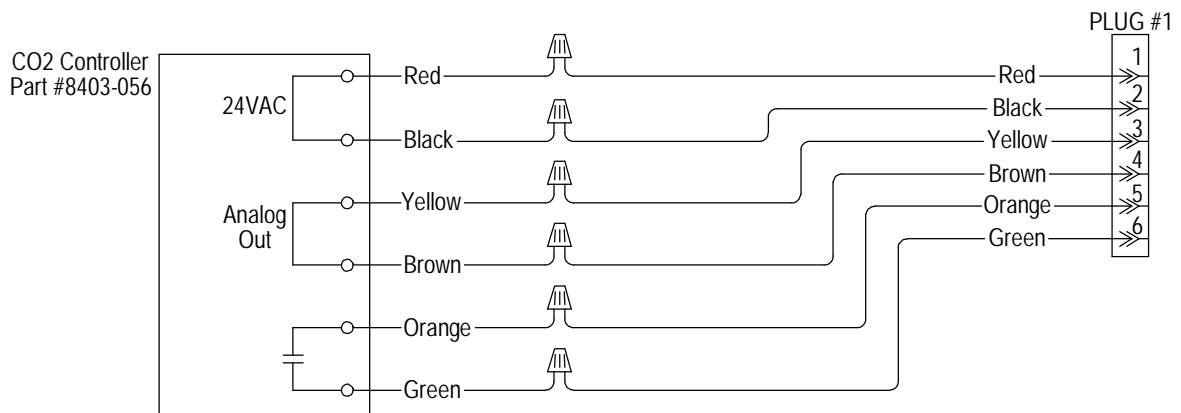 PLUG #1
CO2 Controller
Part #8403-056
24VAC
Red
Red
1
Black
Black
2
Yellow
Yellow
3
Analog
Out
Brown
Brown
4
Orange
Orange
5
Green
Green
6